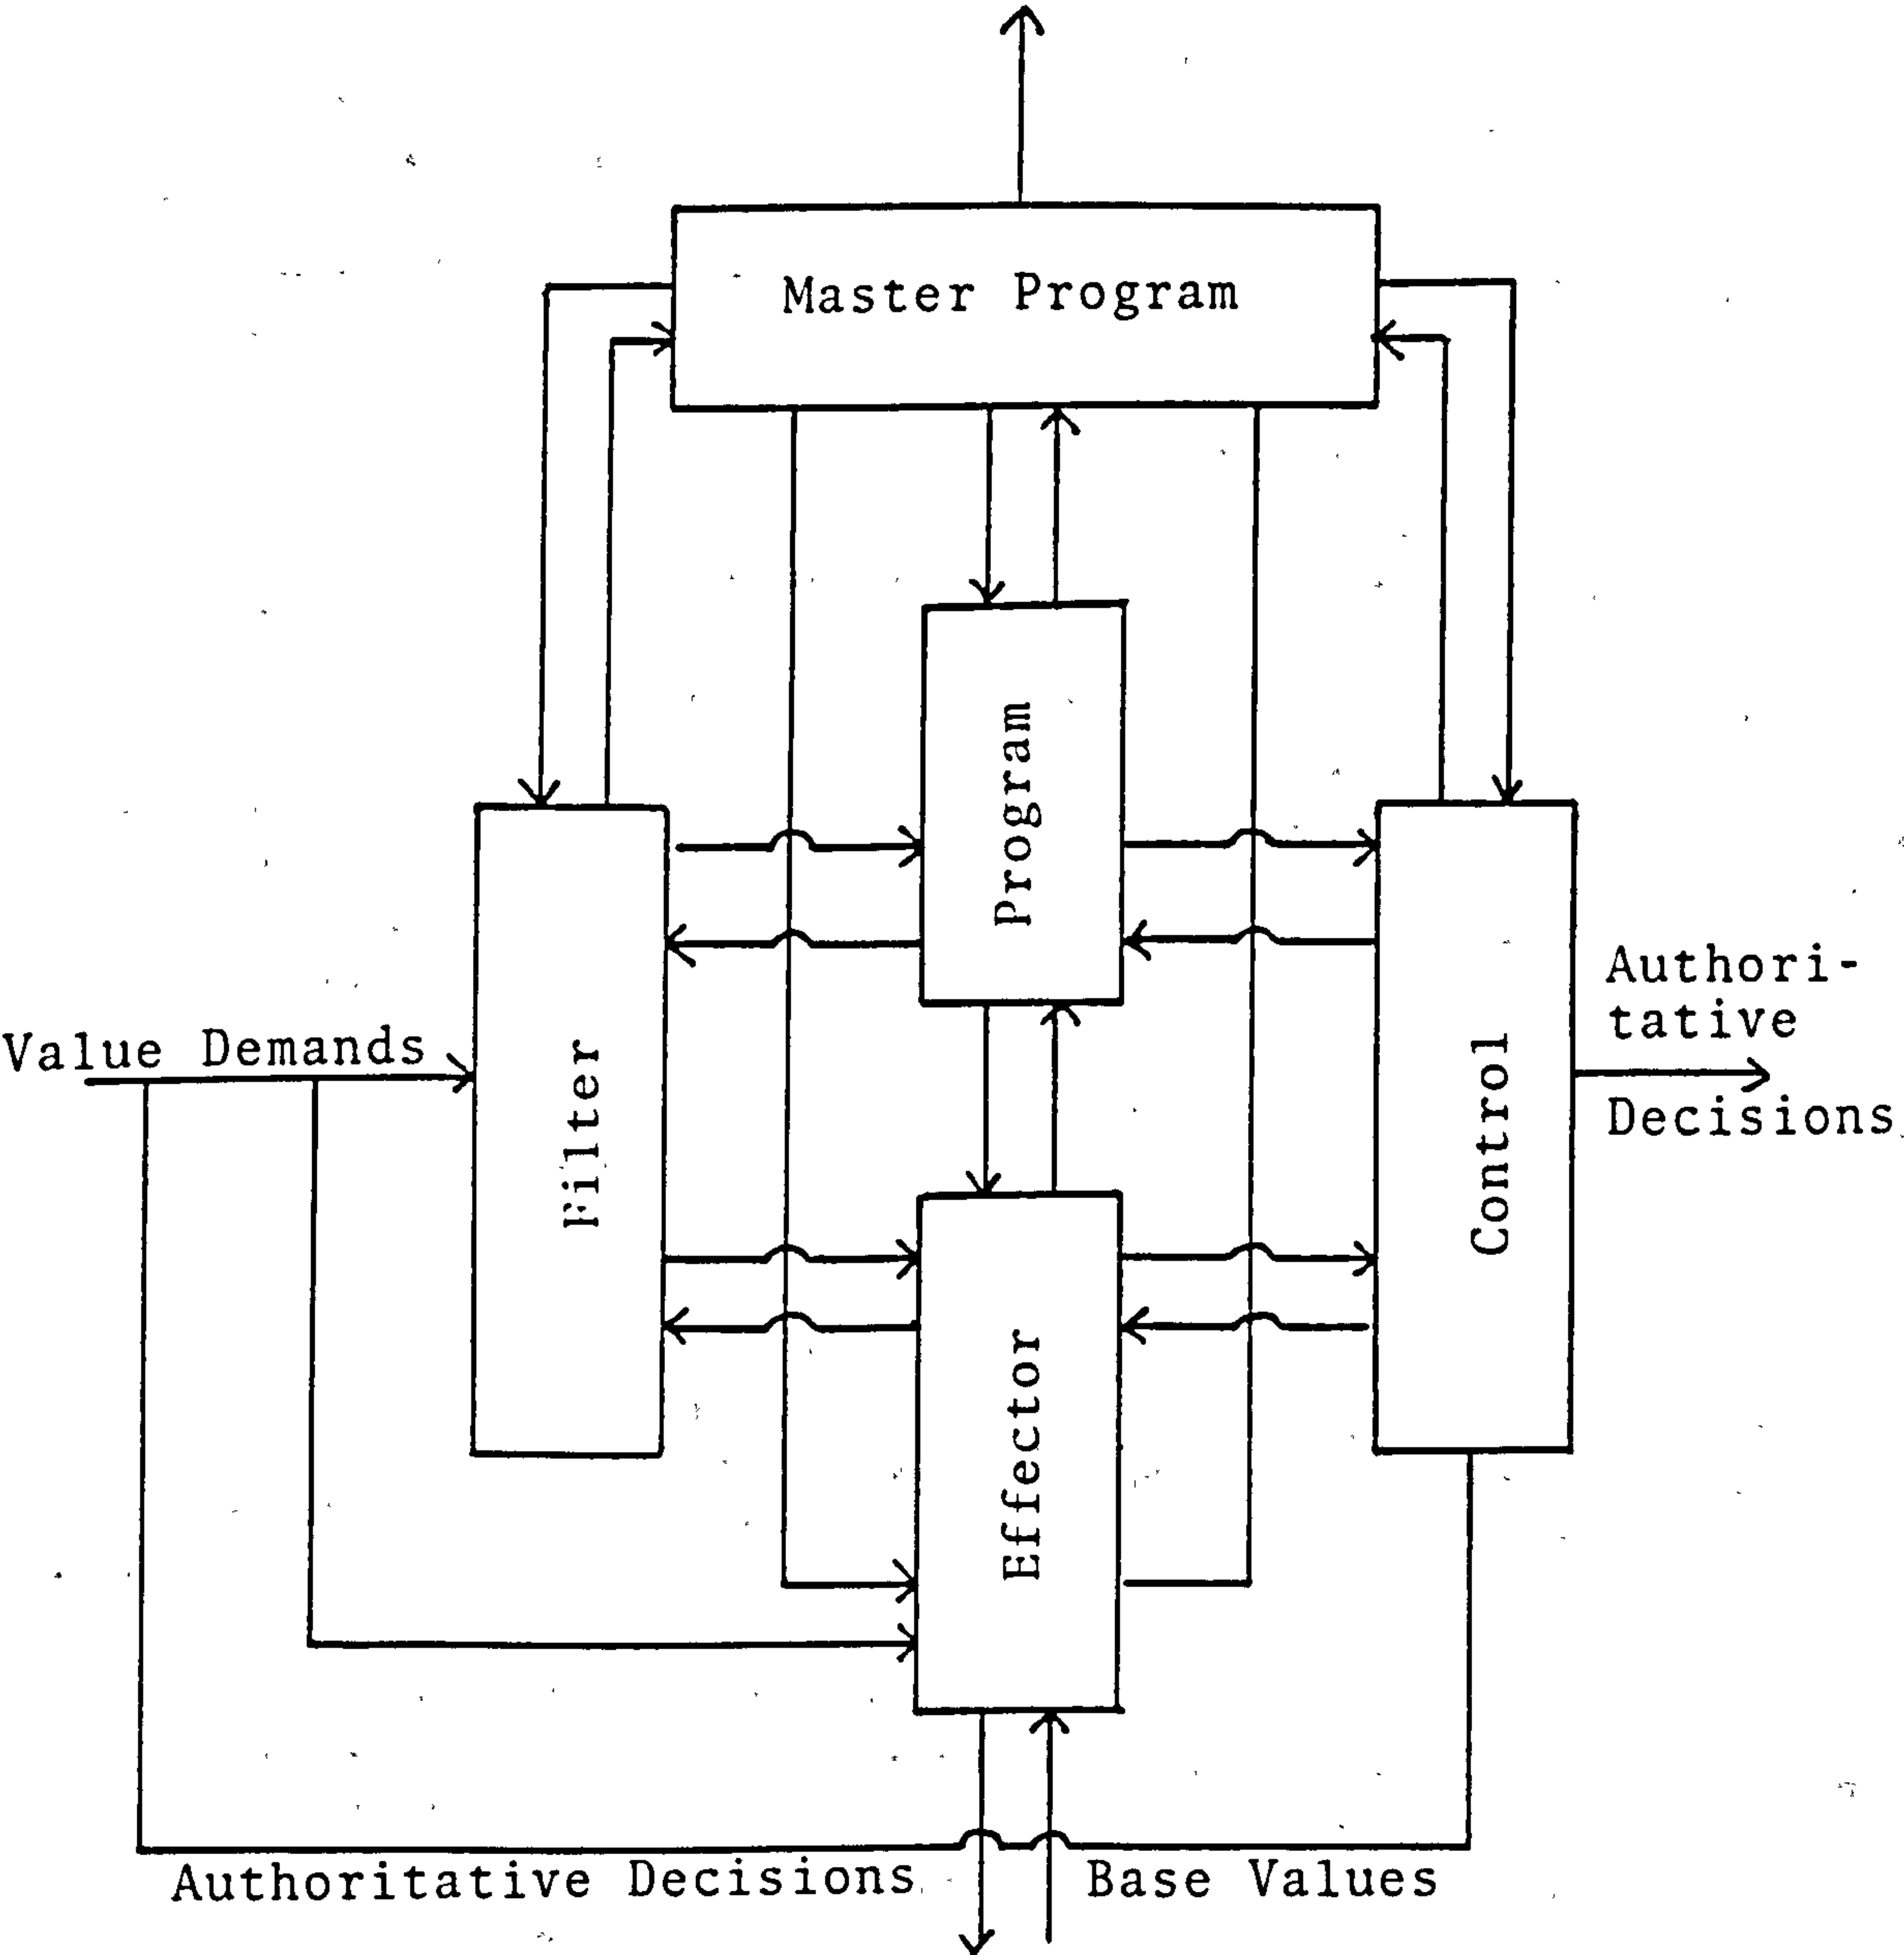 Master Program
Program
Value Demands
Filter
Authori-
tative
Decisions
Control
Effector
Authoritative Decisions
Base Values